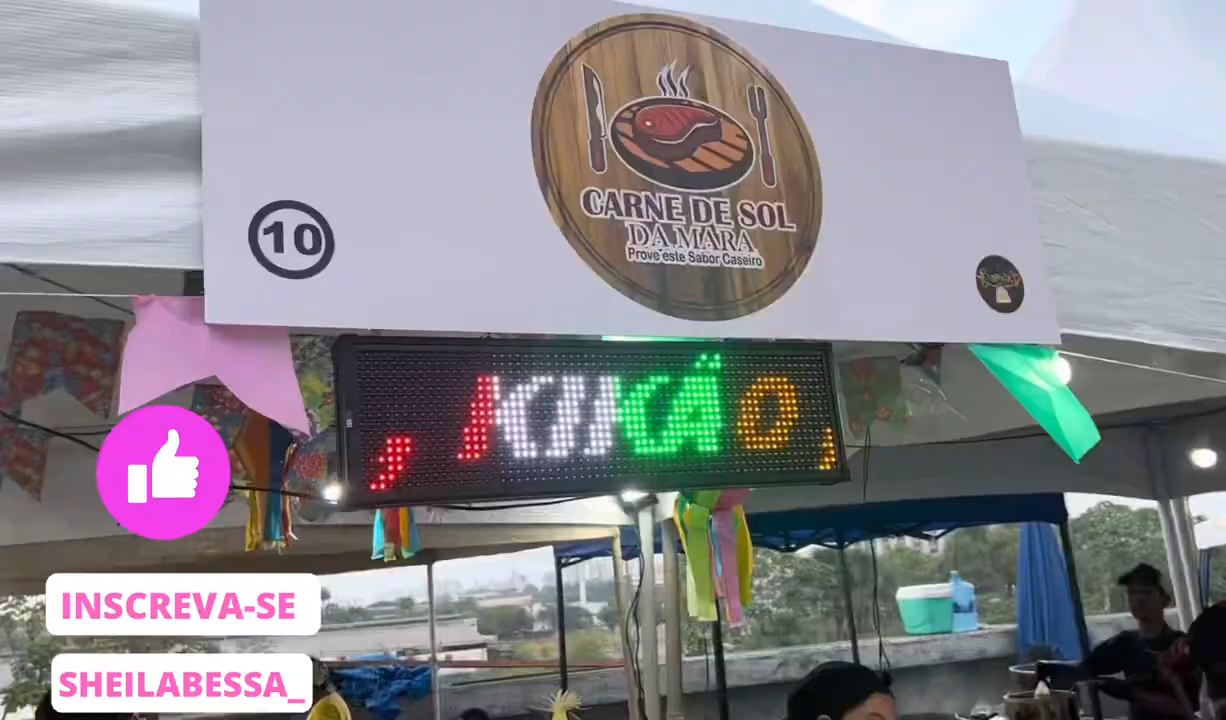 10
CARNE DE SOL
DA MARA
Prove este Sabor Caseiro
INSCREVA-SE
SHEILABESSA_